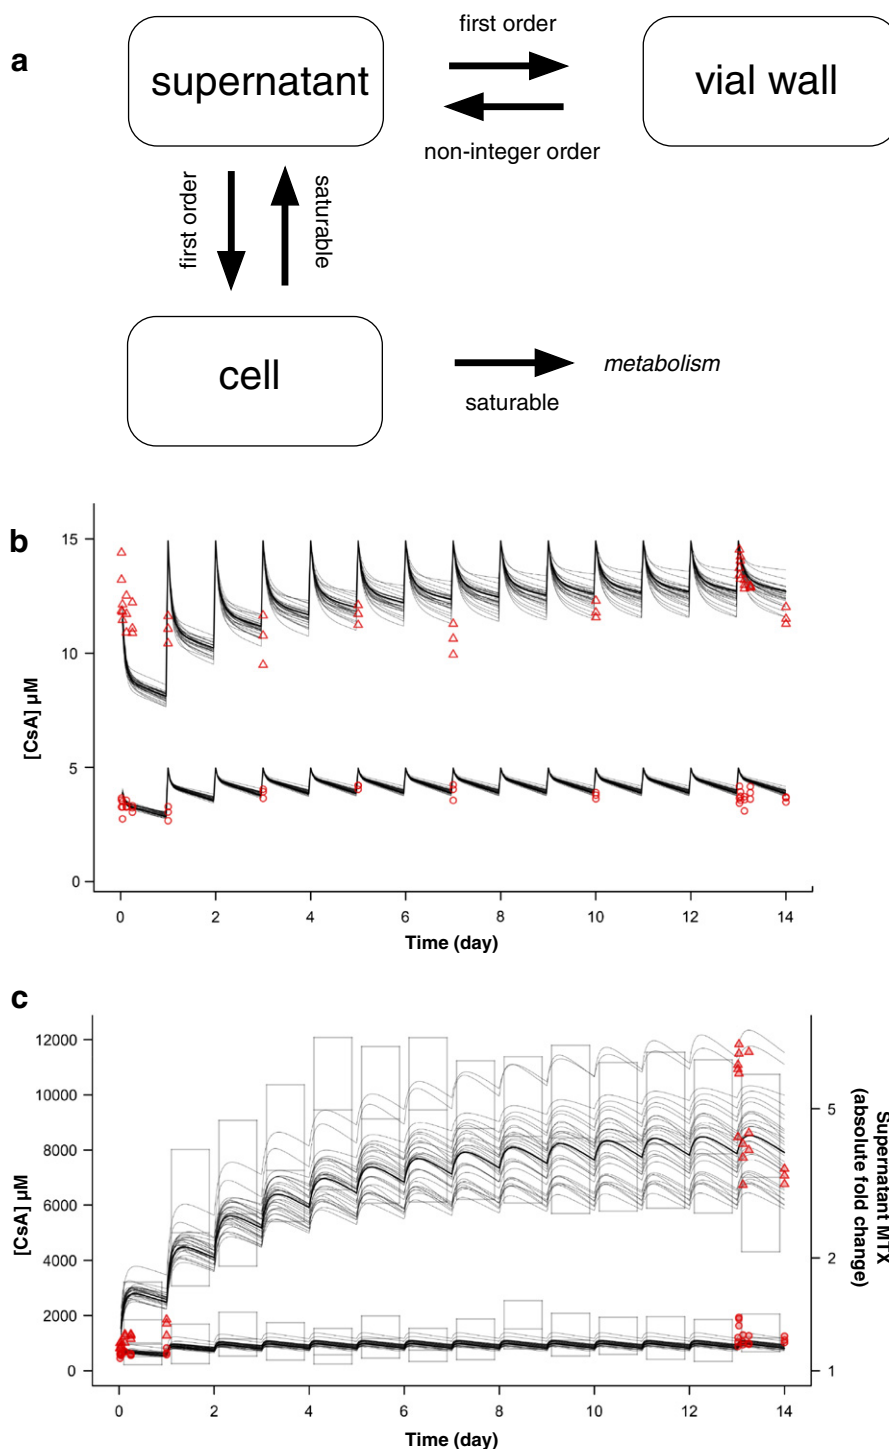 a
supernatant
first order
non-integer order
vial wall
first order
saturable
cell
saturable
metabolism
b
[CsA] µM
15
10
5
0
0 2 4 6 8 10 12 14
Time (day)
c
[CsA] µM
12000
10000
8000
6000
4000
2000
0
5
2
1
Supernatant MTX
(absolute fold change)
0 2 4 6 8 10 12 14
Time (day)